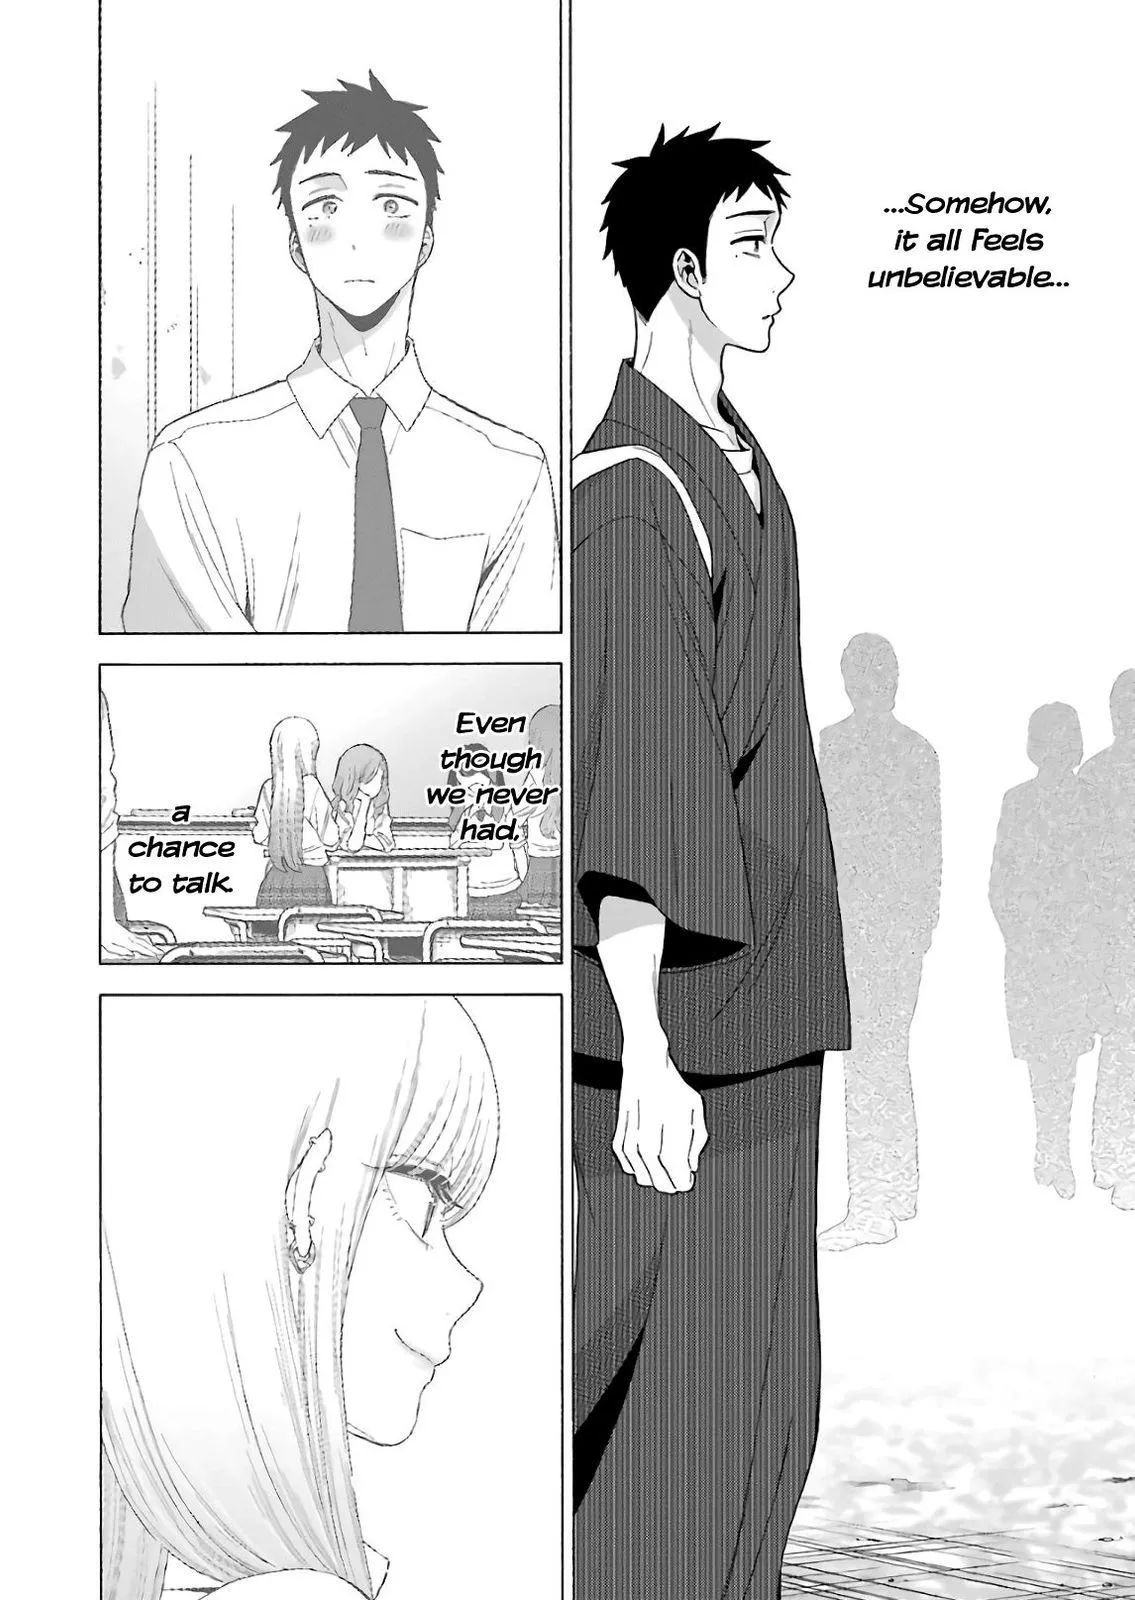 ...Somehow,
it all Feels
unbelievable...
Even
though
we never
had,
a
chance
to talk.